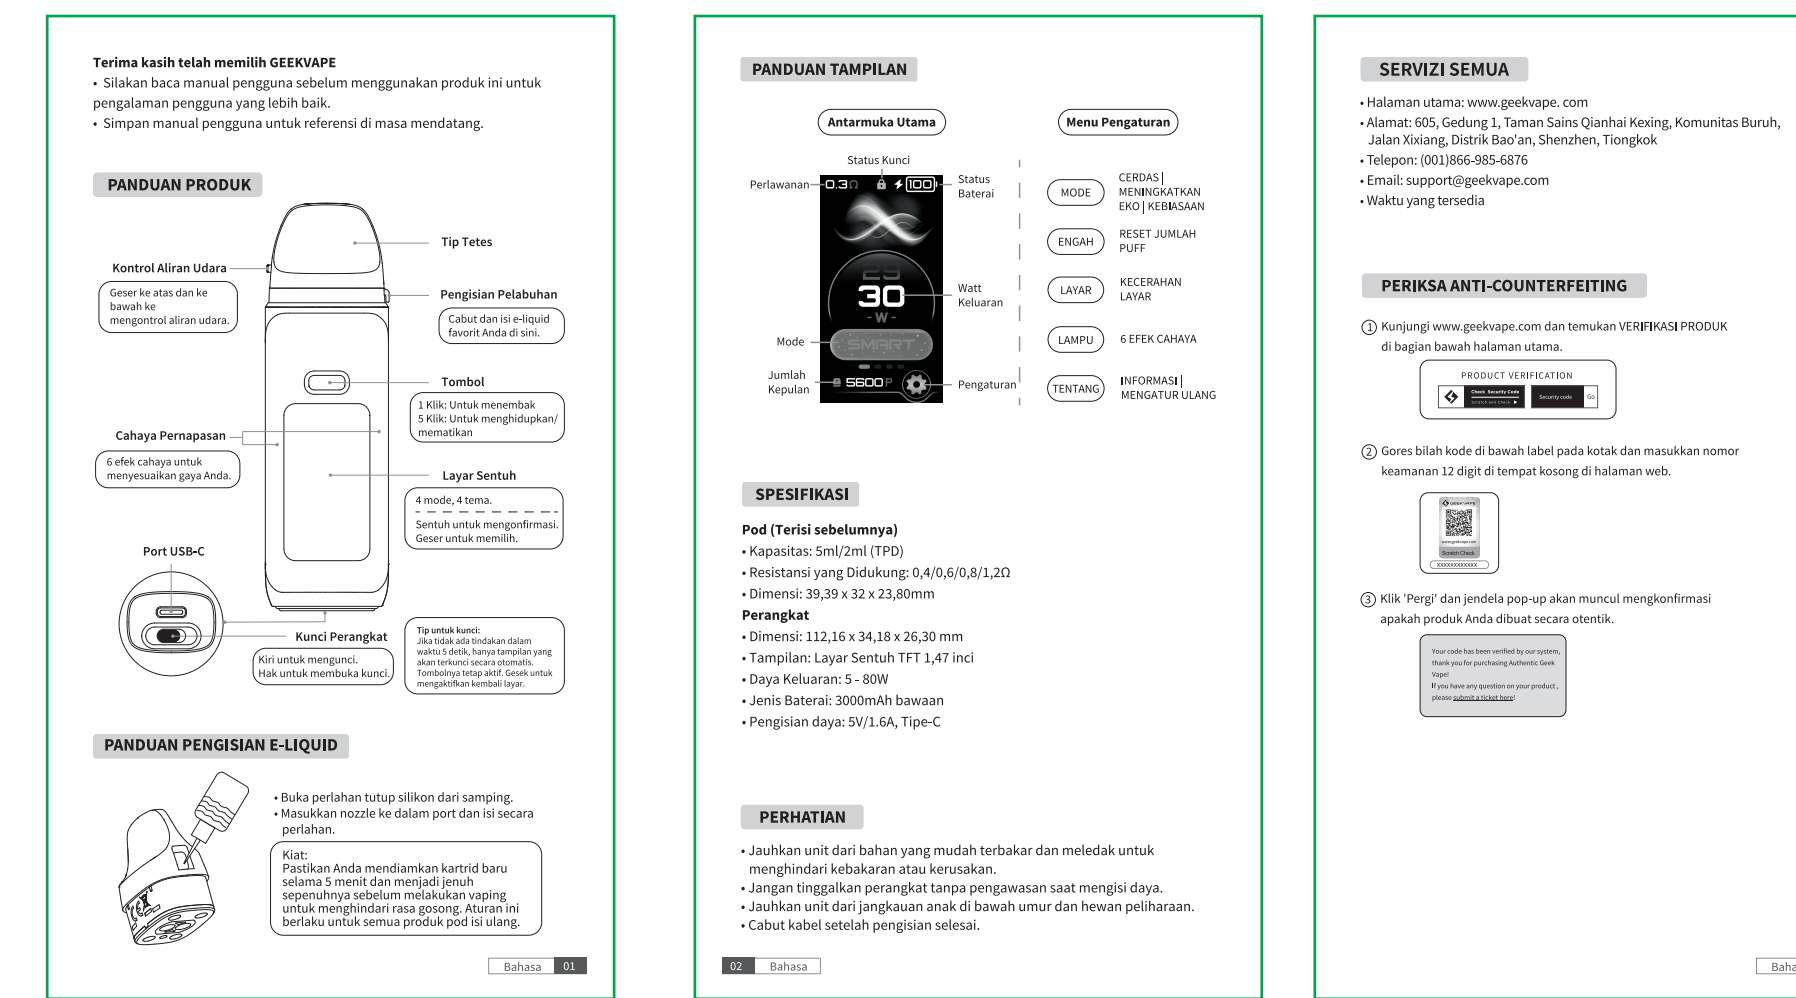 Terima kasih telah memilih GEEKVAPE
• Silakan baca manual pengguna sebelum menggunakan produk ini untuk
pengalaman pengguna yang lebih baik.
• Simpan manual pengguna untuk referensi di masa mendatang.
PANDUAN PRODUK
Tip Tetes
Kontrol Aliran Udara
Geser ke atas dan ke
bawah ke
mengontrol aliran udara.
Pengisian Pelabuhan
Cabut dan isi e-liquid
favorit Anda di sini.
Tombol
1 Klik: Untuk menembak
5 Klik: Untuk menghidupkan/
mematikan
Cahaya Pernapasan
6 efek cahaya untuk
menyesuaikan gaya Anda.
Layar Sentuh
4 mode, 4 tema.
Sentuh untuk mengonfirmasi.
Geser untuk memilih.
Port USB-C
Kunci Perangkat
Kiri untuk mengunci.
Hak untuk membuka kunci.
Tip untuk kunci:
Jika tidak ada tindakan dalam
waktu 5 detik, hanya tampilan yang
akan terkunci secara otomatis.
Tombolnya tetap aktif. Gesek untuk
mengaktifkan kembali layar.
PANDUAN PENGISIAN E-LIQUID
• Buka perlahan tutup silikon dari samping.
• Masukkan nozzle ke dalam port dan isi secara
perlahan.
Kiat:
Pastikan Anda mendiamkan kartrid baru
selama 5 menit dan menjadi jenuh
sepenuhnya sebelum melakukan vaping
untuk menghindari rasa gosong. Aturan ini
berlaku untuk semua produk pod isi ulang.
Bahasa 01
PANDUAN TAMPILAN
Antarmuka Utama
Status Kunci
Perlawanan
0.3Ω
100
Status
Baterai
29
30
- W -
Watt
Keluaran
Mode
SMART
Jumlah
Kepulan
5600 P
Pengaturan
Menu Pengaturan
MODE
CERDAS |
MENINGKATKAN
EKO | KEBIASAAN
ENGAH
RESET JUMLAH
PUFF
LAYAR
KECERAHAN
LAYAR
LAMPU
6 EFEK CAHAYA
TENTANG
INFORMASI |
MENGATUR ULANG
SPESIFIKASI
Pod (Terisi sebelumnya)
• Kapasitas: 5ml/2ml (TPD)
• Resistansi yang Didukung: 0,4/0,6/0,8/1,2Ω
• Dimensi: 39,39 x 32 x 23,80mm
Perangkat
• Dimensi: 112,16 x 34,18 x 26,30 mm
• Tampilan: Layar Sentuh TFT 1,47 inci
• Daya Keluaran: 5 - 80W
• Jenis Baterai: 3000mAh bawaan
• Pengisian daya: 5V/1.6A, Tipe-C
PERHATIAN
• Jauhkan unit dari bahan yang mudah terbakar dan meledak untuk
menghindari kebakaran atau kerusakan.
• Jangan tinggalkan perangkat tanpa pengawasan saat mengisi daya.
• Jauhkan unit dari jangkauan anak di bawah umur dan hewan peliharaan.
• Cabut kabel setelah pengisian selesai.
02 Bahasa
SERVIZI SEMUA
• Halaman utama: www.geekvape. com
• Alamat: 605, Gedung 1, Taman Sains Qianhai Kexing, Komunitas Buruh,
Jalan Xixiang, Distrik Bao'an, Shenzhen, Tiongkok
• Telepon: (001)866-985-6876
• Email: support@geekvape.com
• Waktu yang tersedia
PERIKSA ANTI-COUNTERFEITING
1 Kunjungi www.geekvape.com dan temukan VERIFIKASI PRODUK
di bagian bawah halaman utama.
PRODUCT VERIFICATION
Check Security Code
Scratch and Check
Security code
Go
2 Gores bilah kode di bawah label pada kotak dan masukkan nomor
keamanan 12 digit di tempat kosong di halaman web.
GEEKVAPE
www.geekvape.com
Scratch Check
XXXXXXXXXXXX
3 Klik 'Pergi' dan jendela pop-up akan muncul mengkonfirmasi
apakah produk Anda dibuat secara otentik.
Your code has been verified by our system,
thank you for purchasing Authentic Geek
Vape!
If you have any question on your product ,
please submit a ticket here!
Baha